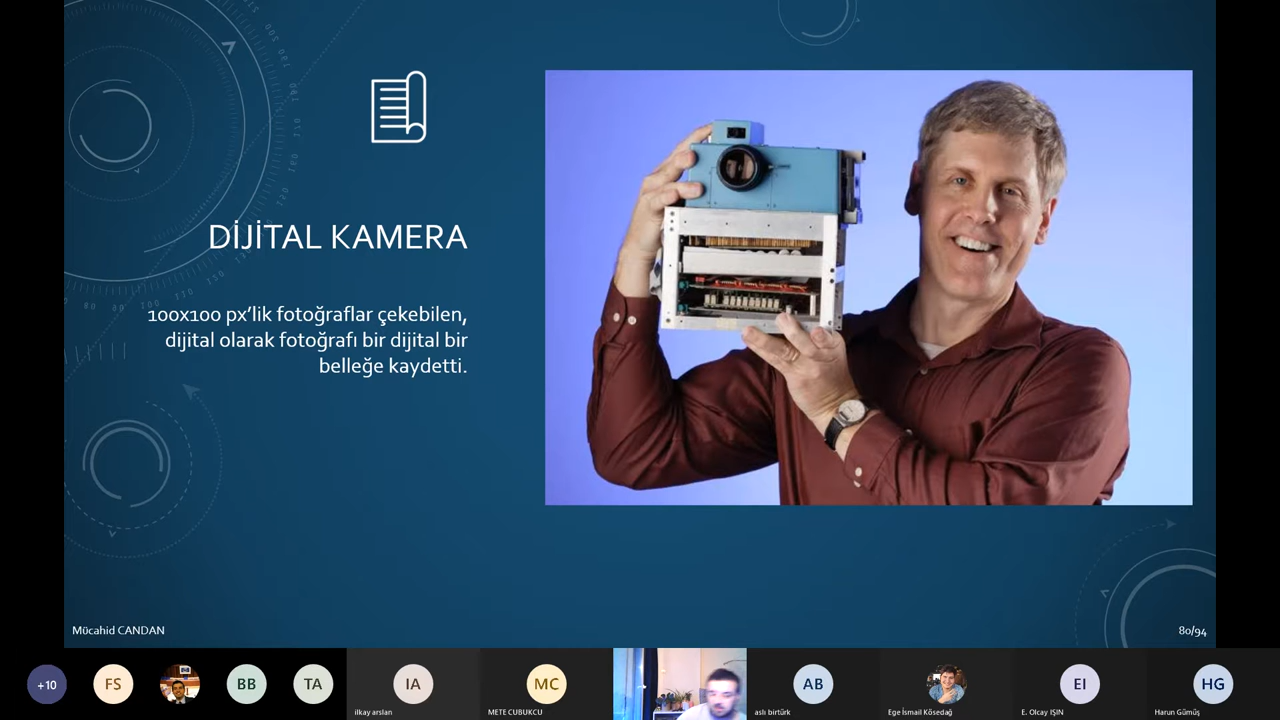 DİJİTAL KAMERA
100x100 px'lik fotoğraflar çekebilen,
dijital olarak fotoğrafı bir dijital bir
belleğe kaydetti.
Mücahid CANDAN
80/94
+10
FS
BB
TA
IA
MC
AB
EI
HG
ilkay arslan
METE CUBUKCU
aslı birtürk
Ege İsmail Kösedağ
E. Olcay IŞIN
Harun Gümüş